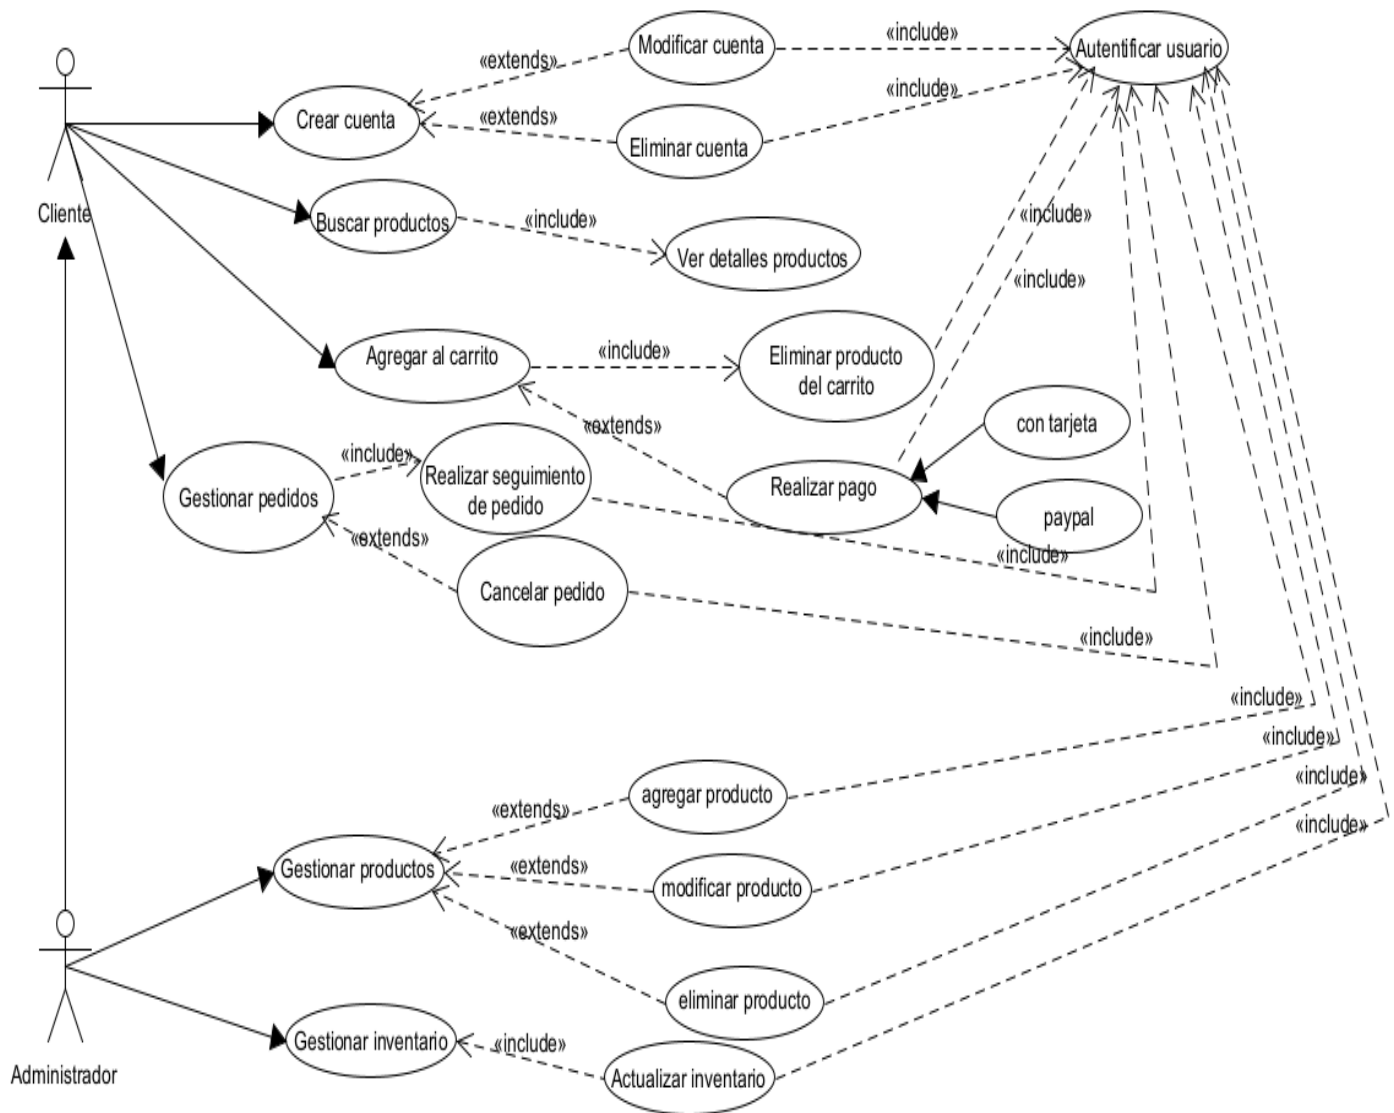 Modificar cuenta
«include»
Autentificar usuario
«extends»
«include»
Crear cuenta
«extends»
Eliminar cuenta
Cliente
Buscar productos
«include»
«include»
Ver detalles productos
«include»
Agregar al carrito
«include»
Eliminar producto
del carrito
«extends»
con tarjeta
«include»
Realizar seguimiento
de pedido
Gestionar pedidos
Realizar pago
paypal
«extends»
«include»
Cancelar pedido
«include»
«include»
«include»
«include»
agregar producto
«extends»
«include»
Gestionar productos
«extends»
modificar producto
«extends»
eliminar producto
Gestionar inventario
«include»
Actualizar inventario
Administrador